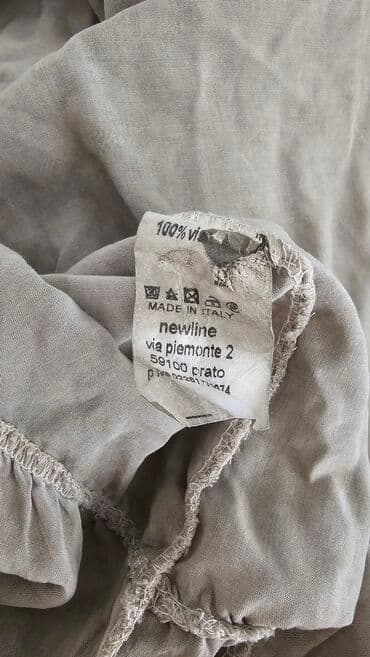 100% vi
MADE IN ITALY
newline
via piemonte 2
59100 prato